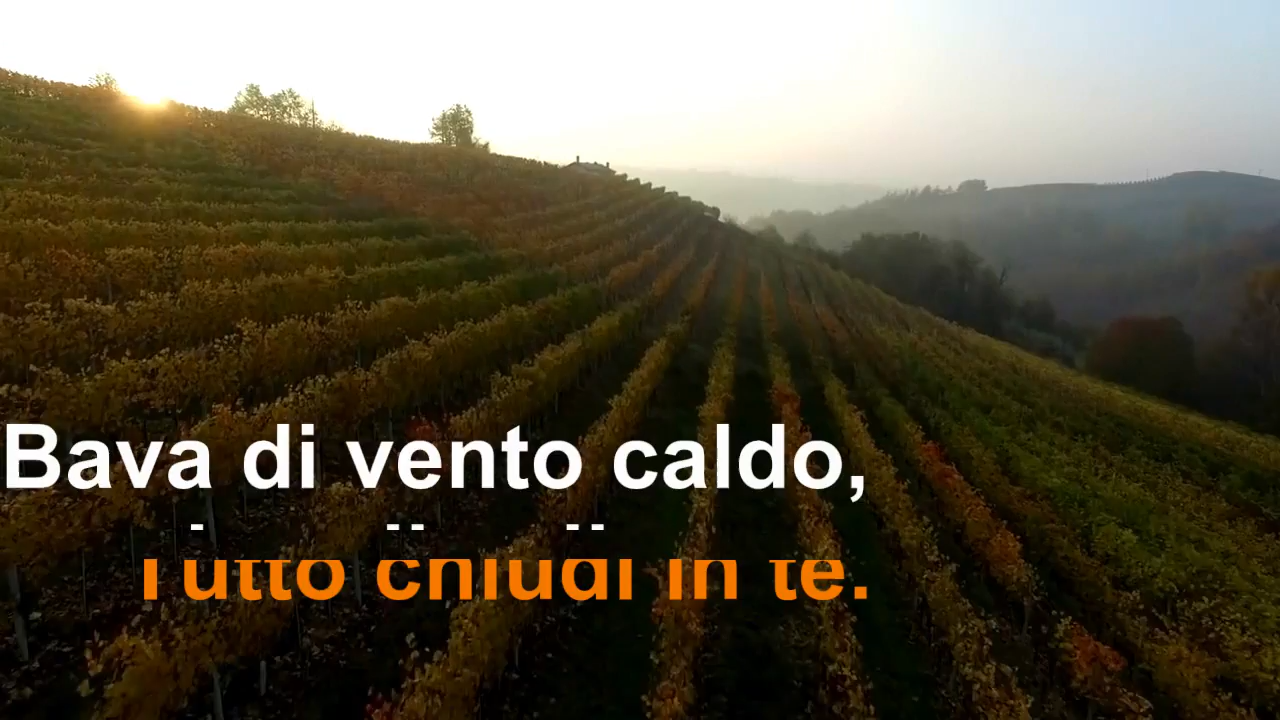 Bava di vento caldo,
Tutto chiudi in te.